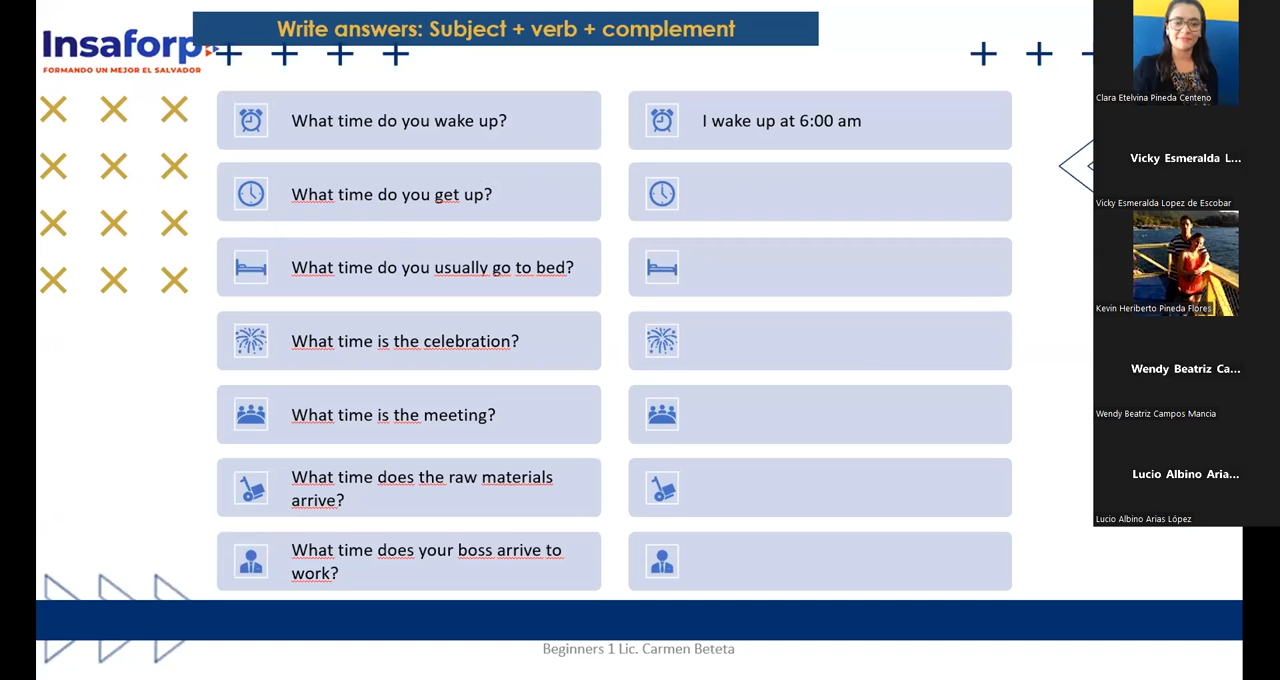 Write answers: Subject + verb + complement
Insaforp
FORMANDO UN MEJOR EL SALVADOR
What time do you wake up?
I wake up at 6:00 am
What time do you get up?
What time do you usually go to bed?
What time is the celebration?
What time is the meeting?
What time does the raw materials
arrive?
What time does your boss arrive to
work?
Beginners 1 Lic. Carmen Beteta
Clara Etelvina Pineda Centeno
Vicky Esmeralda L...
Vicky Esmeralda Lopez de Escobar
Kevin Heriberto Pineda Flores
Wendy Beatriz Ca...
Wendy Beatriz Campos Mancia
Lucio Albino Aria...
Lucio Albino Arias López